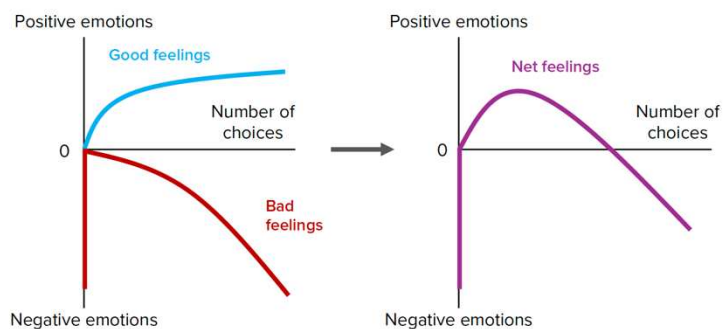 Positive emotions
Good feelings
Number of
choices
0
Bad
feelings
Negative emotions
Positive emotions
Net feelings
Number of
choices
0
Negative emotions